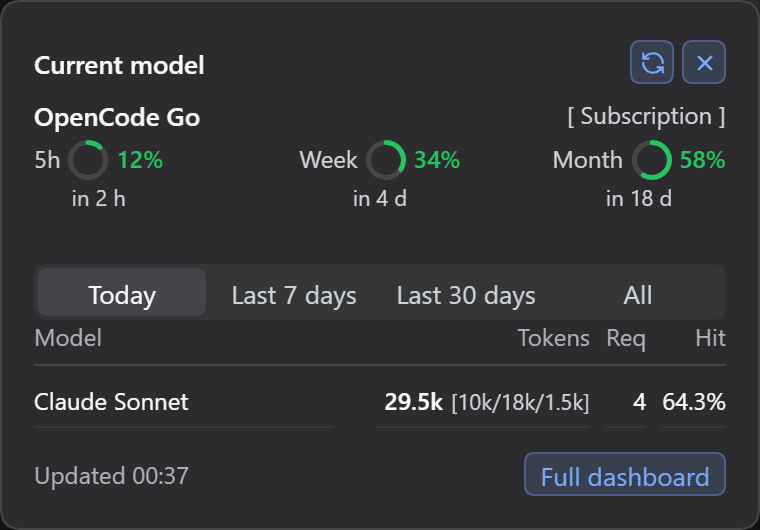 Current model
OpenCode Go [ Subscription ]
5h 12% Week 34% Month 58%
in 2 h in 4 d in 18 d
Today Last 7 days Last 30 days All
Model Tokens Req Hit
Claude Sonnet 29.5k [10k/18k/1.5k] 4 64.3%
Updated 00:37 Full dashboard